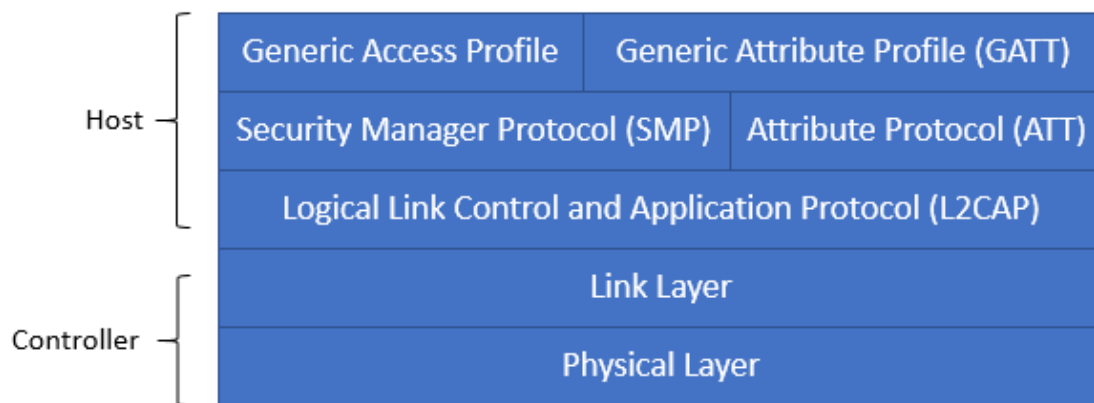 Generic Access Profile
Generic Attribute Profile (GATT)
Host
Security Manager Protocol (SMP)
Attribute Protocol (ATT)
Logical Link Control and Application Protocol (L2CAP)
Link Layer
Controller
Physical Layer